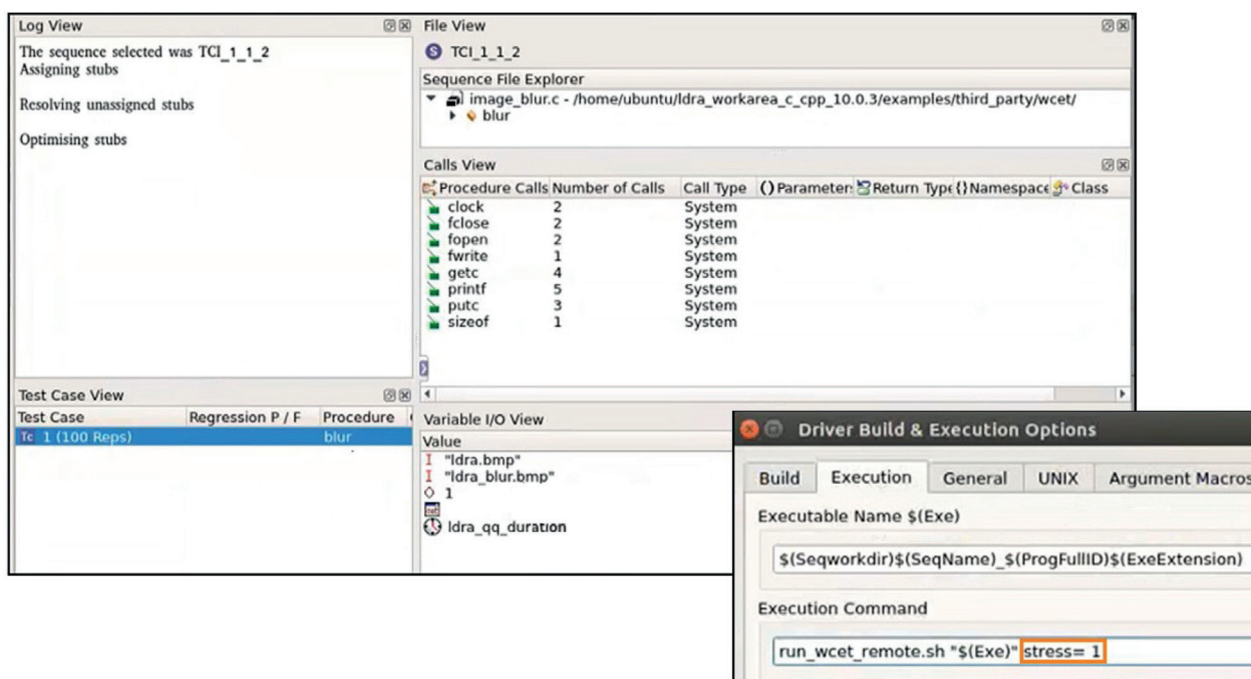 Log View
The sequence selected was TCI_1_1_2
Assigning stubs
Resolving unassigned stubs
Optimising stubs
File View
S TCI_1_1_2
Sequence File Explorer
image_blur.c - /home/ubuntu/ldra_workarea_c_cpp_10.0.3/examples/third_party/wcet/
blur
Calls View
Procedure Calls Number of Calls Call Type () Parameter: Return Type {} Namespace Class
clock 2 System
fclose 2 System
fopen 2 System
fwrite 1 System
getc 4 System
printf 5 System
putc 3 System
sizeof 1 System
Test Case View
Test Case Regression P / F Procedure
Tc 1 (100 Reps) blur
Variable I/O View
Value
I "ldra.bmp"
I "ldra_blur.bmp"
1
ldra_qq_duration
Driver Build & Execution Options
Build Execution General UNIX Argument Macros
Executable Name $(Exe)
$(Seqworkdir)$(SeqName)_$(ProgFullID)$(ExeExtension)
Execution Command
run_wcet_remote.sh "$(Exe)" stress= 1